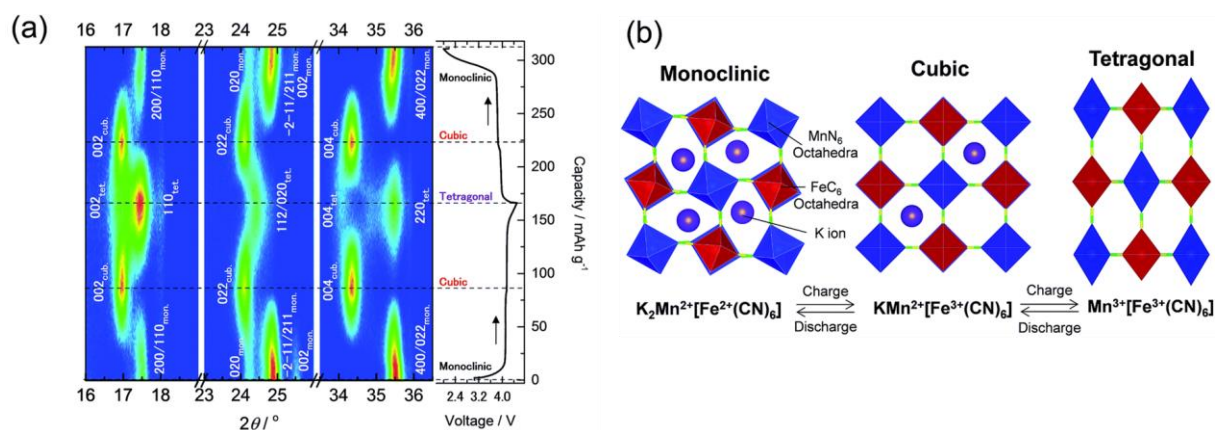 (a)
16 17 18 23 24 25 34 35 36
200/110mon.
020mon.
-2-11/211mon.
002mon.
400/022mon.
002cub.
022cub.
004cub.
002tet.
110tet.
112/020tet.
004tet.
220tet.
002cub.
022cub.
004cub.
200/110mon.
020mon.
-2-11/211mon.
002mon.
400/022mon.
16 17 18 23 24 25 34 35 36
2θ / °
Monoclinic
Cubic
Tetragonal
Cubic
Monoclinic
300
250
200
150
100
50
0
Capacity / mAh g⁻¹
2.4 3.2 4.0
Voltage / V
(b)
Monoclinic Cubic Tetragonal
MnN₆
Octahedra
FeC₆
Octahedra
K ion
K₂Mn²⁺[Fe²⁺(CN)₆] Charge Discharge KMn²⁺[Fe³⁺(CN)₆] Charge Discharge Mn³⁺[Fe³⁺(CN)₆]